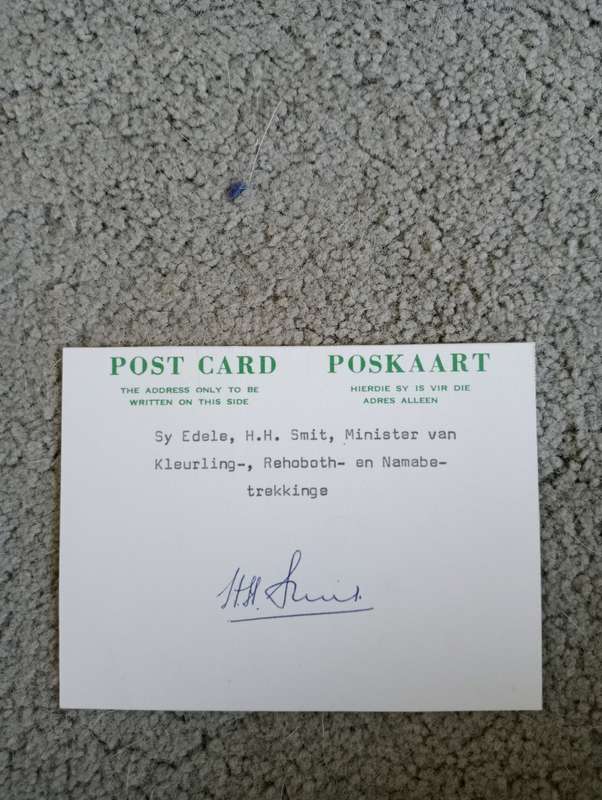 POST CARD POSKAART
THE ADDRESS ONLY TO BE
WRITTEN ON THIS SIDE
HIERDIE SY IS VIR DIE
ADRES ALLEEN
Sy Edele, H.H. Smit, Minister van
Kleurling-, Rehoboth- en Namabe-
trekkinge
H.H. Smit.